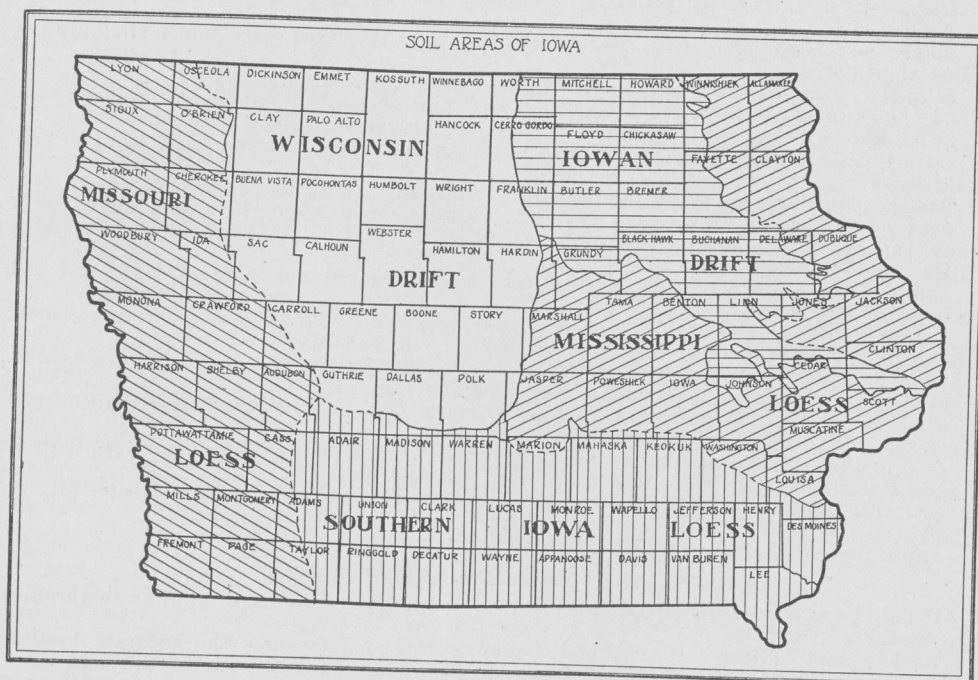 SOIL AREAS OF IOWA
LYON OSCEOLA DICKINSON EMMET KOSSUTH WINNEBAGO WORTH MITCHELL HOWARD WINNISHIEK ALLAMAKEE
SIOUX O'BRIEN CLAY PALO ALTO HANCOCK CERRO GORDO FLOYD CHICKASAW
WISCONSIN IOWAN
FAYETTE CLAYTON
PLYMOUTH CHEROKEE BUENA VISTA POCOHONTAS HUMBOLT WRIGHT FRANKLIN BUTLER BREMER
MISSOURI
WEBSTER
WOODBURY IDA SAC CALHOUN HAMILTON HARDIN GRUNDY BLACK HAWK BUCHANAN DELAWARE DUBUQUE
DRIFT DRIFT
MONONA CRAWFORD CARROLL GREENE BOONE STORY MARSHALL TAMA BENTON LINN JONES JACKSON
MISSISSIPPI
CLINTON
CEDAR
HARRISON SHELBY AUDUBON GUTHRIE DALLAS POLK JASPER POWESHIEK IOWA JOHNSON
LOESS SCOTT
MUSCATINE
POTTAWATTAMIE CASS ADAIR MADISON WARREN MARION MAHASKA KEOKUK WASHINGTON
LOESS
LOUISA
MILLS MONTGOMERY ADAMS UNION CLARK LUCAS MONROE WAPELLO JEFFERSON HENRY DES MOINES
SOUTHERN IOWA LOESS
FREMONT PAGE TAYLOR RINGGOLD DECATUR WAYNE APPANOOSE DAVIS VAN BUREN
LEE